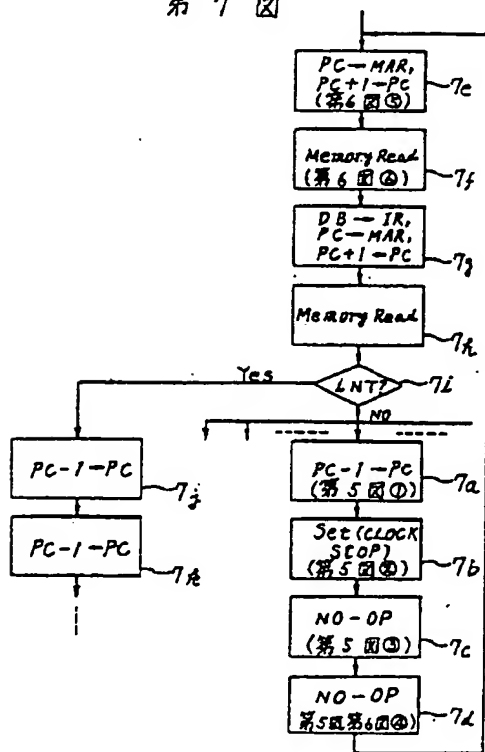 第 7 図
PC→MAR,
PC+1→PC
(第6図⑤)
7e
Memory Read
(第6図⑥)
7f
DB→IR,
PC→MAR,
PC+1→PC
7g
Memory Read
7h
INT?
7i
Yes
NO
PC-1→PC
7j
PC-1→PC
(第5図①)
7a
PC-1→PC
7k
Set (CLOCK
STOP)
(第5図②)
7b
NO-OP
(第5図③)
7c
NO-OP
第5図第6図④
7d